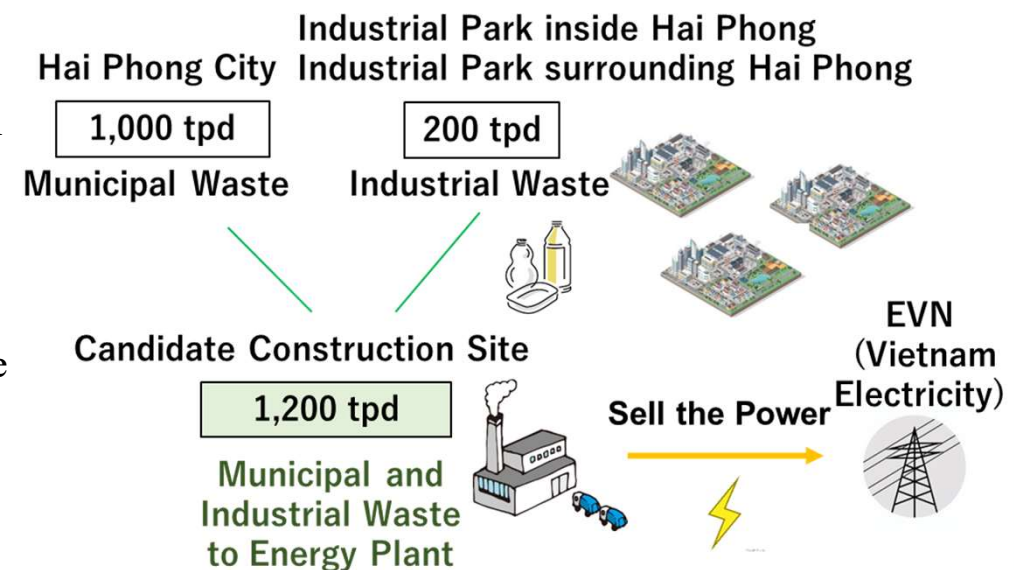 Industrial Park inside Hai Phong
Hai Phong City Industrial Park surrounding Hai Phong
1,000 tpd
200 tpd
Municipal Waste
Industrial Waste
Candidate Construction Site
1,200 tpd
Municipal and
Industrial Waste
to Energy Plant
Sell the Power
EVN
(Vietnam
Electricity)